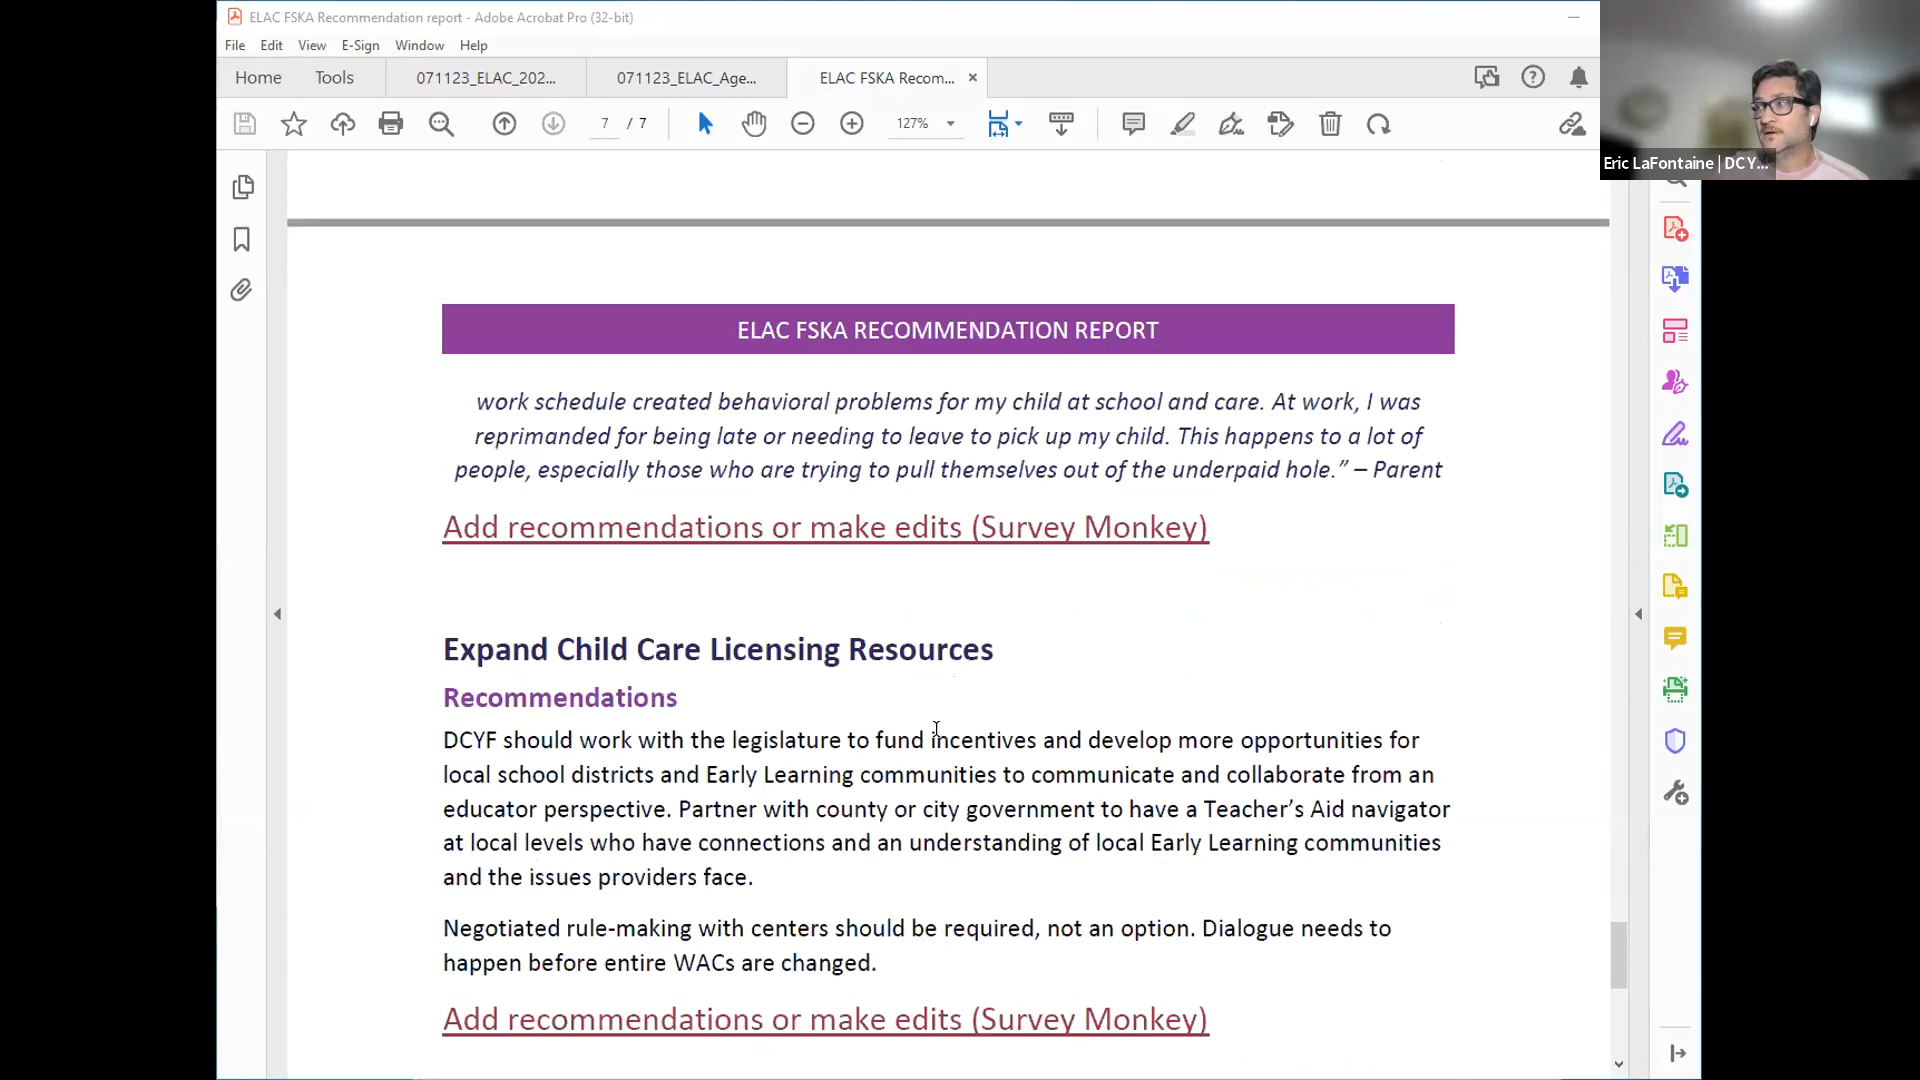 ELAC FSKA Recommendation report - Adobe Acrobat Pro (32-bit)
File Edit View E-Sign Window Help
Home Tools 071123_ELAC_202... 071123_ELAC_Age... ELAC FSKA Recom...
7 / 7 127%
Eric LaFontaine | DCY...
ELAC FSKA RECOMMENDATION REPORT
work schedule created behavioral problems for my child at school and care. At work, I was
reprimanded for being late or needing to leave to pick up my child. This happens to a lot of
people, especially those who are trying to pull themselves out of the underpaid hole.” – Parent
Add recommendations or make edits (Survey Monkey)
Expand Child Care Licensing Resources
Recommendations
DCYF should work with the legislature to fund incentives and develop more opportunities for
local school districts and Early Learning communities to communicate and collaborate from an
educator perspective. Partner with county or city government to have a Teacher’s Aid navigator
at local levels who have connections and an understanding of local Early Learning communities
and the issues providers face.
Negotiated rule-making with centers should be required, not an option. Dialogue needs to
happen before entire WACs are changed.
Add recommendations or make edits (Survey Monkey)